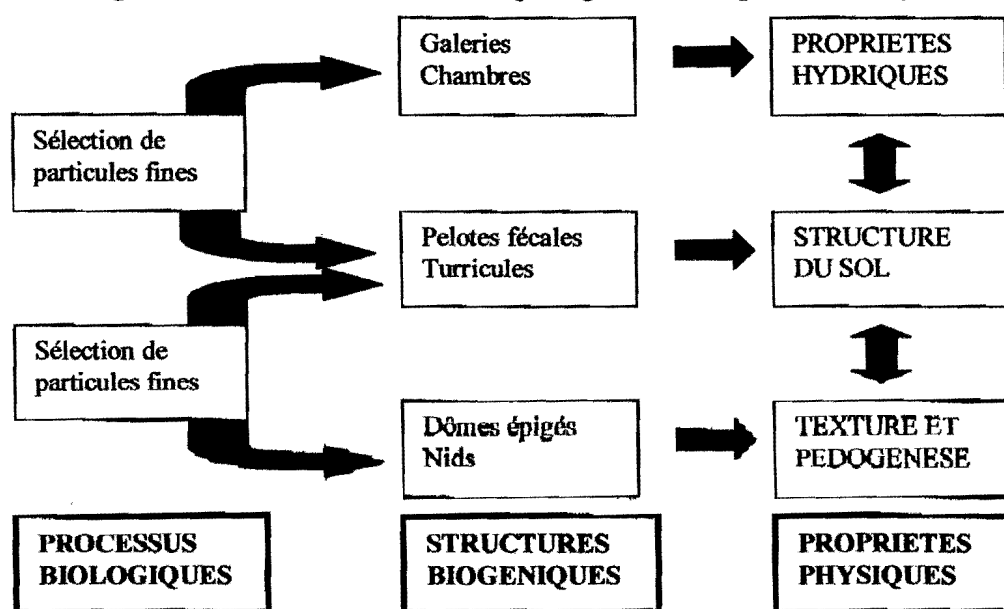 Galeries
Chambres
PROPRIETES
HYDRIQUES
Sélection de
particules fines
Pelotes fécales
Turricules
STRUCTURE
DU SOL
Sélection de
particules fines
Dômes épigés
Nids
TEXTURE ET
PEDOGENESE
PROCESSUS
BIOLOGIQUES
STRUCTURES
BIOGENIQUES
PROPRIETES
PHYSIQUES